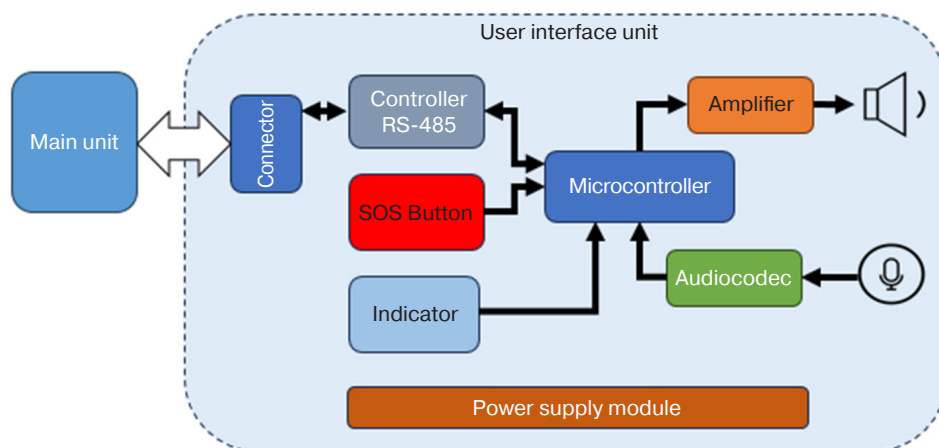 User interface unit
Main unit
Connector
Controller
RS-485
SOS Button
Indicator
Microcontroller
Amplifier
Audiocodec
Power supply module